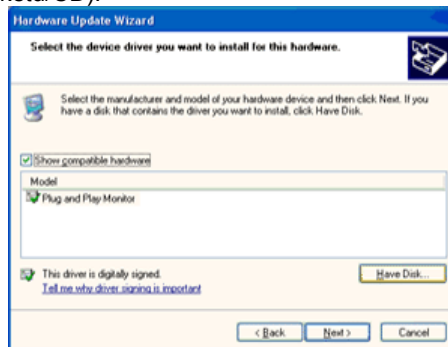 Hardware Update Wizard
Select the device driver you want to install for this hardware.
Select the manufacturer and model of your hardware device and then click Next. If you
have a disk that contains the driver you want to install, click Have Disk.
Show compatible hardware
Model
Plug and Play Monitor
This driver is digitally signed.
Have Disk...
Tell me why driver signing is important
< Back
Next >
Cancel